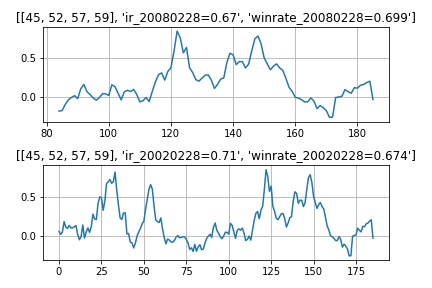 [[45, 52, 57, 59], 'ir_20080228=0.67', 'winrate_20080228=0.699']
0.5
0.0
80 100 120 140 160 180
[[45, 52, 57, 59], 'ir_20020228=0.71', 'winrate_20020228=0.674']
0.5
0.0
0 25 50 75 100 125 150 175